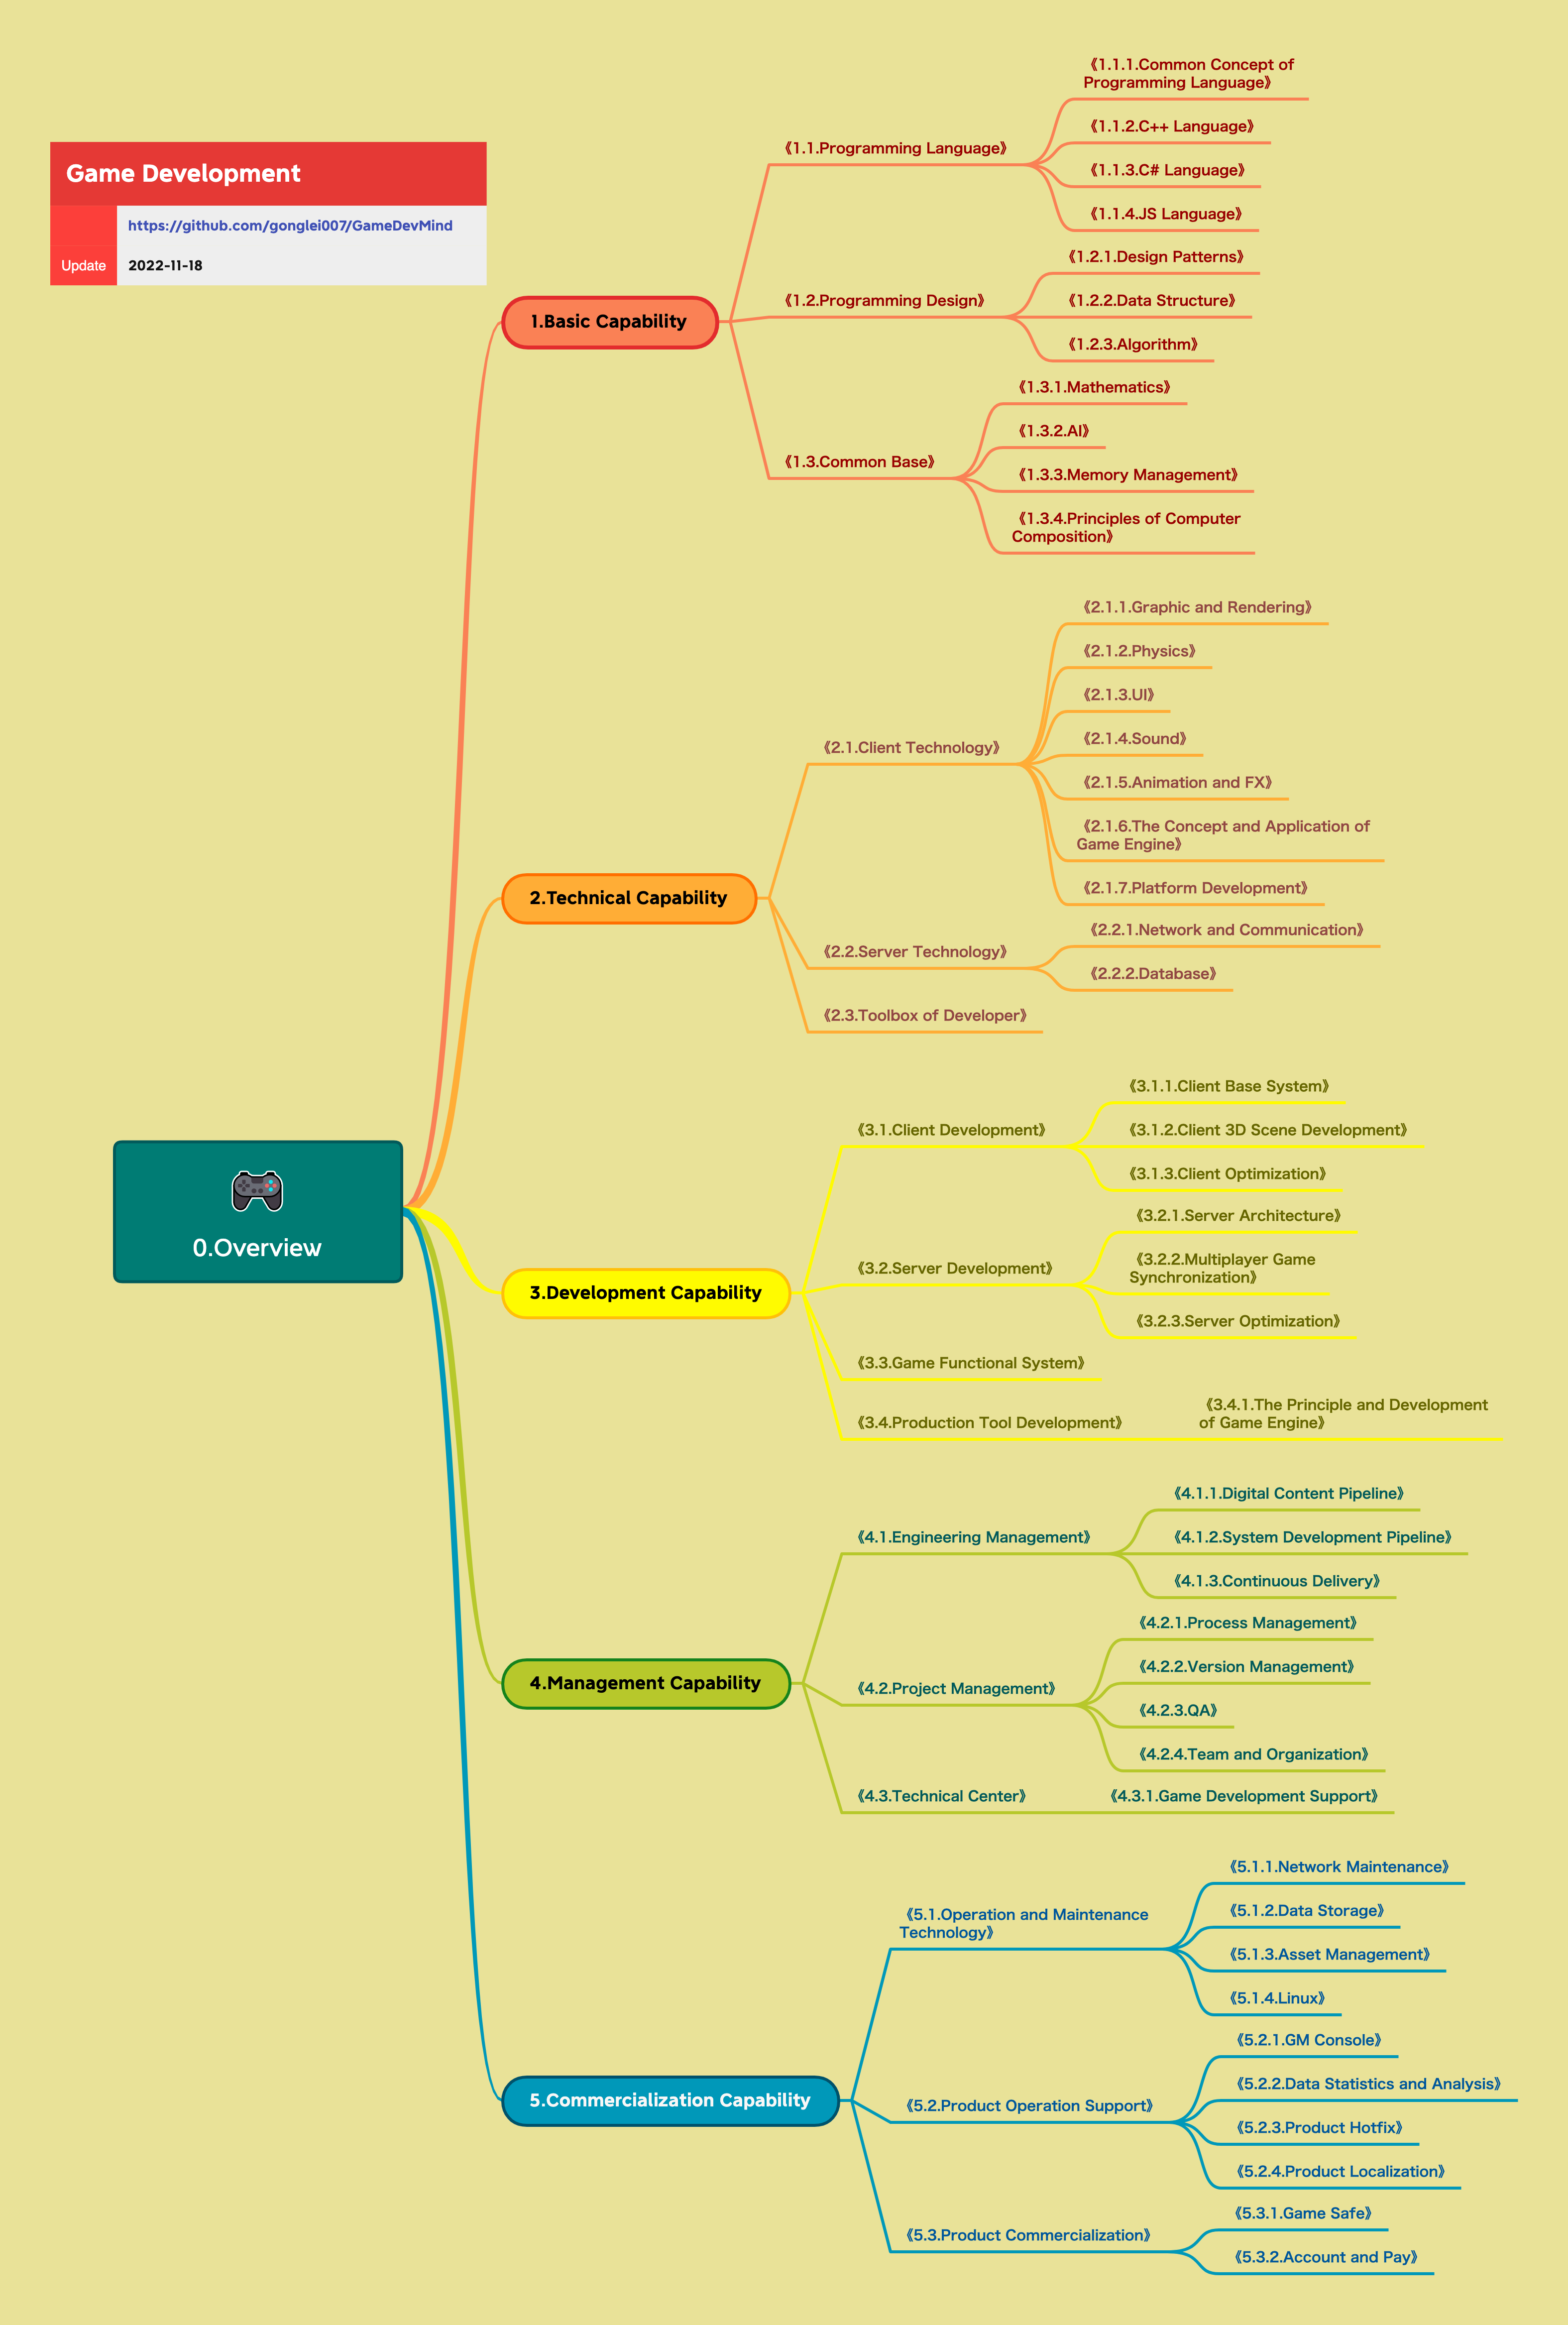 Game Development
https://github.com/gonglei007/GameDevMind
Update 2022-11-18
0.Overview
1.Basic Capability
《1.1.Programming Language》
《1.1.1.Common Concept of
Programming Language》
《1.1.2.C++ Language》
《1.1.3.C# Language》
《1.1.4.JS Language》
《1.2.Programming Design》
《1.2.1.Design Patterns》
《1.2.2.Data Structure》
《1.2.3.Algorithm》
《1.3.Common Base》
《1.3.1.Mathematics》
《1.3.2.AI》
《1.3.3.Memory Management》
《1.3.4.Principles of Computer
Composition》
2.Technical Capability
《2.1.Client Technology》
《2.1.1.Graphic and Rendering》
《2.1.2.Physics》
《2.1.3.UI》
《2.1.4.Sound》
《2.1.5.Animation and FX》
《2.1.6.The Concept and Application of
Game Engine》
《2.1.7.Platform Development》
《2.2.Server Technology》
《2.2.1.Network and Communication》
《2.2.2.Database》
《2.3.Toolbox of Developer》
3.Development Capability
《3.1.Client Development》
《3.1.1.Client Base System》
《3.1.2.Client 3D Scene Development》
《3.1.3.Client Optimization》
《3.2.Server Development》
《3.2.1.Server Architecture》
《3.2.2.Multiplayer Game
Synchronization》
《3.2.3.Server Optimization》
《3.3.Game Functional System》
《3.4.Production Tool Development》
《3.4.1.The Principle and Development
of Game Engine》
4.Management Capability
《4.1.Engineering Management》
《4.1.1.Digital Content Pipeline》
《4.1.2.System Development Pipeline》
《4.1.3.Continuous Delivery》
《4.2.Project Management》
《4.2.1.Process Management》
《4.2.2.Version Management》
《4.2.3.QA》
《4.2.4.Team and Organization》
《4.3.Technical Center》
《4.3.1.Game Development Support》
5.Commercialization Capability
《5.1.Operation and Maintenance
Technology》
《5.1.1.Network Maintenance》
《5.1.2.Data Storage》
《5.1.3.Asset Management》
《5.1.4.Linux》
《5.2.Product Operation Support》
《5.2.1.GM Console》
《5.2.2.Data Statistics and Analysis》
《5.2.3.Product Hotfix》
《5.2.4.Product Localization》
《5.3.Product Commercialization》
《5.3.1.Game Safe》
《5.3.2.Account and Pay》